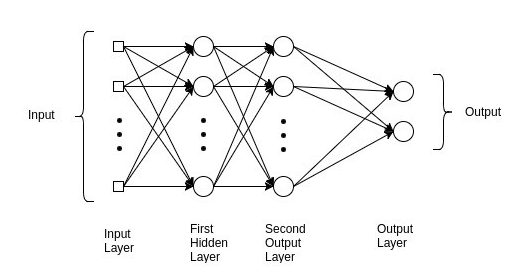 Input
Output
Input
Layer
First
Hidden
Layer
Second
Output
Layer
Output
Layer